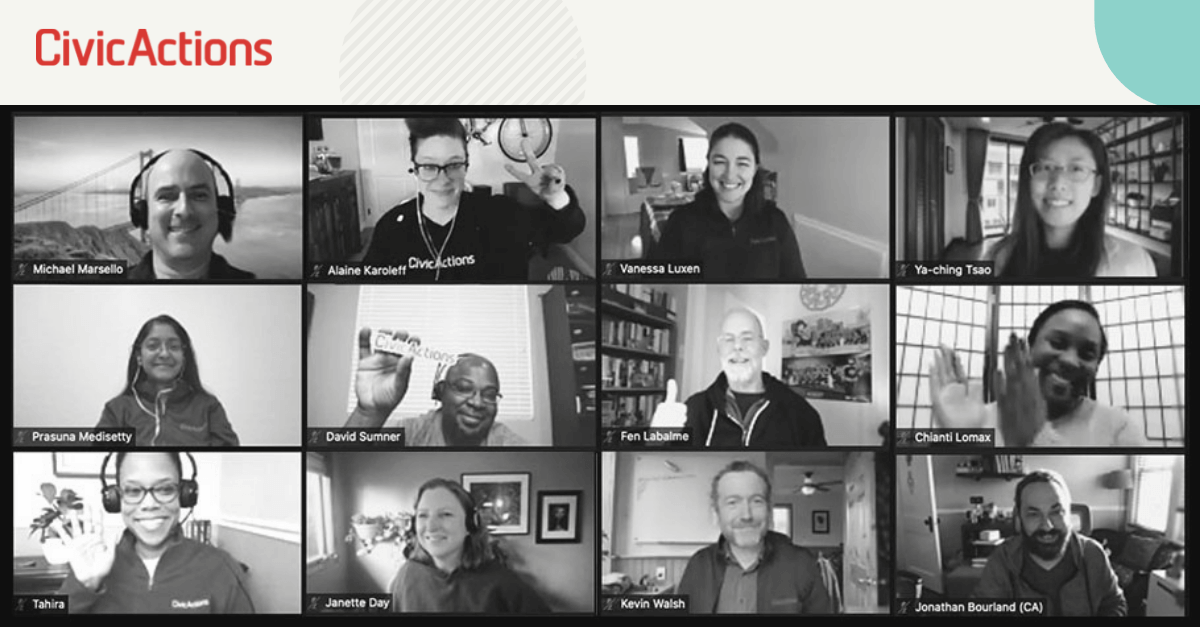 CivicActions
Michael Marsello
CivicActions
Alaine Karoleff
Vanessa Luxen
Ya-ching Tsao
Prasuna Medisetty
CivicActions
David Sumner
Fen Labalme
Chianti Lomax
CivicActions
Tahira
Janette Day
Kevin Walsh
Jonathan Bourland (CA)